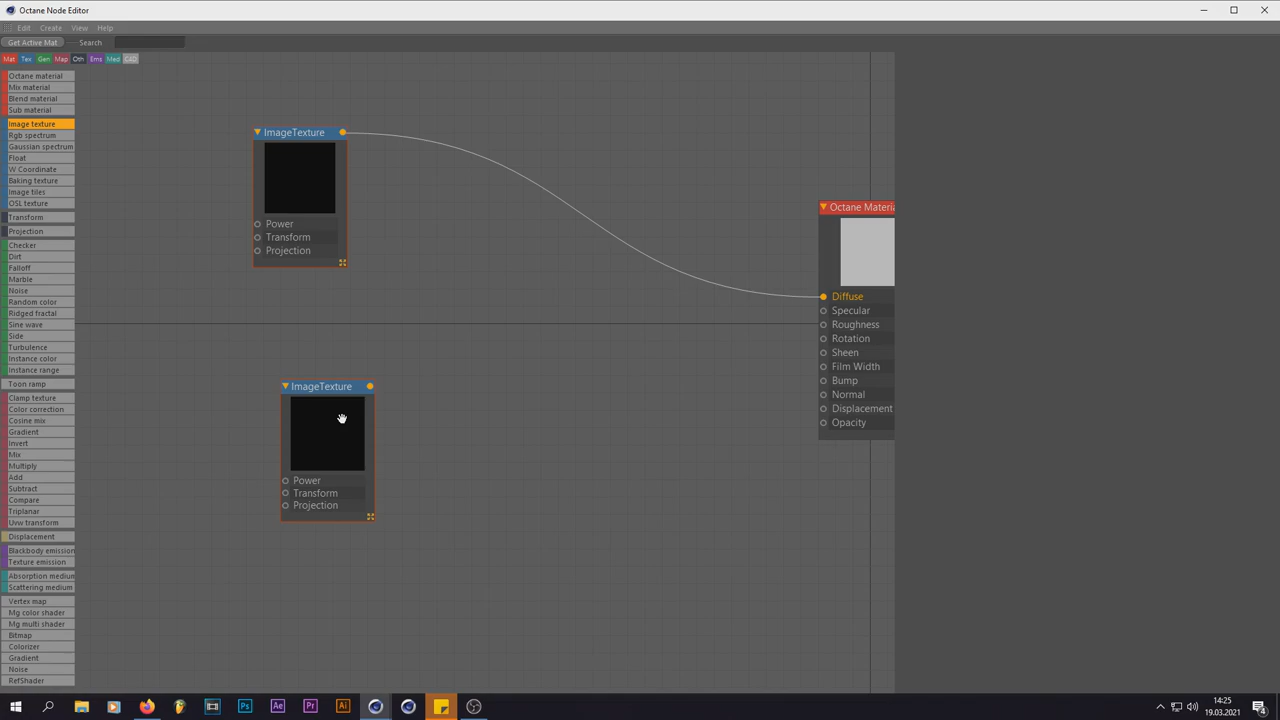 Octane Node Editor
Edit Create View Help
Get Active Mat Search
Mat Tex Gen Map Oth Ems Med C4D
Octane material
Mix material
Blend material
Sub material
Image texture
Rgb spectrum
Gaussian spectrum
Float
W Coordinate
Baking texture
Image tiles
OSL texture
Transform
Projection
Checker
Dirt
Falloff
Marble
Noise
Random color
Ridged fractal
Sine wave
Side
Turbulence
Instance color
Instance range
Toon ramp
Clamp texture
Color correction
Cosine mix
Gradient
Invert
Mix
Multiply
Add
Subtract
Compare
Triplanar
Uvw transform
Displacement
Blackbody emission
Texture emission
Absorption medium
Scattering medium
Vertex map
Mg color shader
Mg multi shader
Bitmap
Colorizer
Gradient
Noise
RefShader
ImageTexture
Power
Transform
Projection
ImageTexture
Power
Transform
Projection
Octane Materia
Diffuse
Specular
Roughness
Rotation
Sheen
Film Width
Bump
Normal
Displacement
Opacity
Ps Ae Pr Ai
14:25
19.03.2021
4